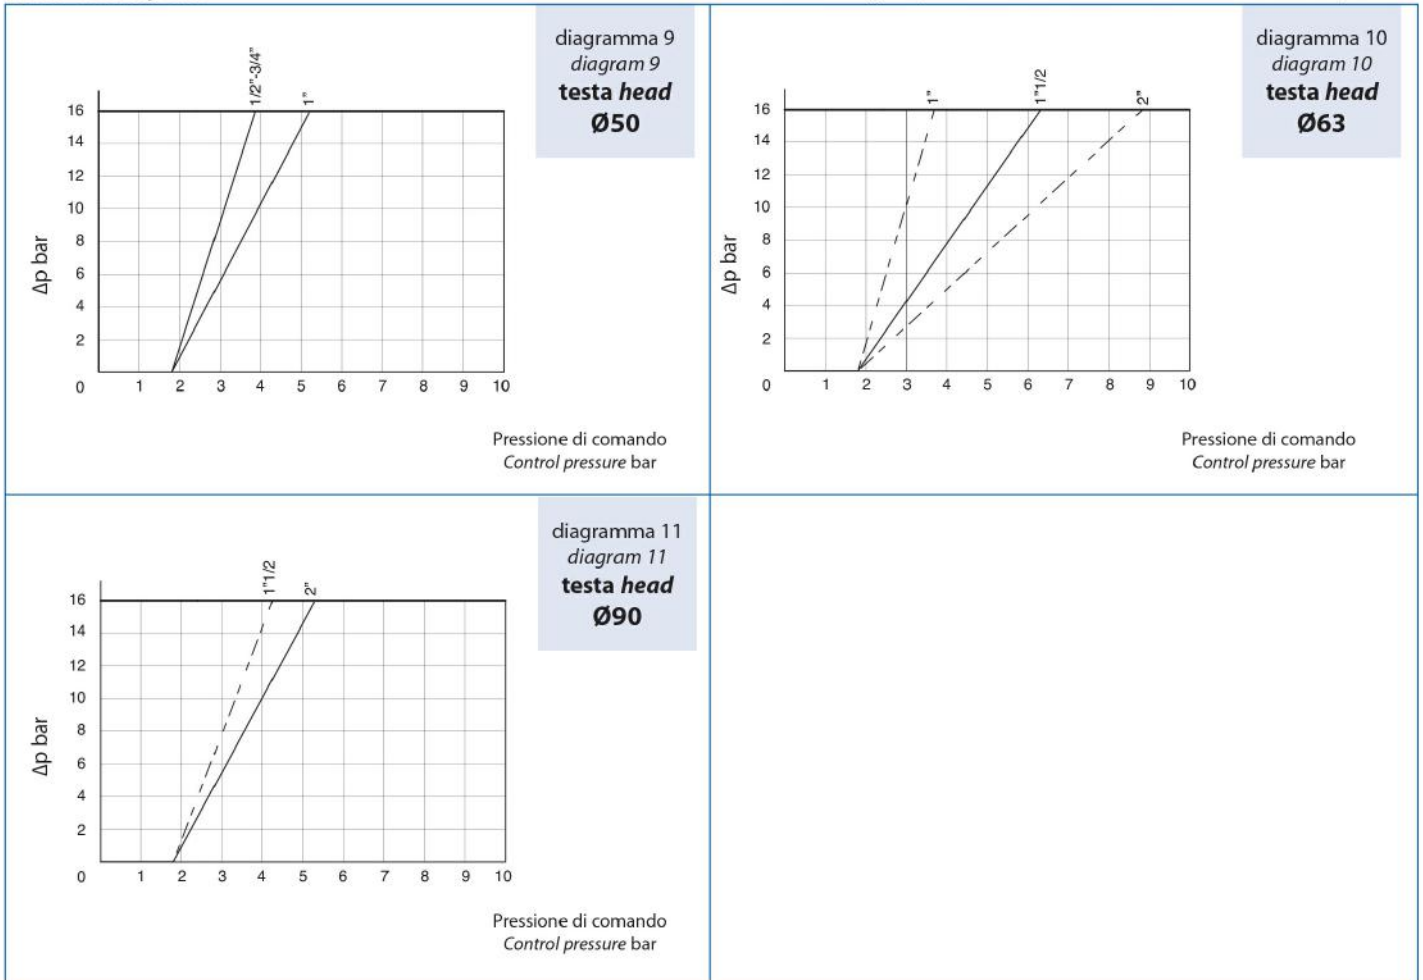 diagramma 9
diagram 9
testa head
Ø50
1/2"-3/4"
1"
16
14
12
10
8
6
4
2
0
Δp bar
1 2 3 4 5 6 7 8 9 10
Pressione di comando
Control pressure bar
diagramma 10
diagram 10
testa head
Ø63
1"
1"1/2
2"
16
14
12
10
8
6
4
2
0
Δp bar
1 2 3 4 5 6 7 8 9 10
Pressione di comando
Control pressure bar
diagramma 11
diagram 11
testa head
Ø90
1"1/2
2"
16
14
12
10
8
6
4
2
0
Δp bar
1 2 3 4 5 6 7 8 9 10
Pressione di comando
Control pressure bar